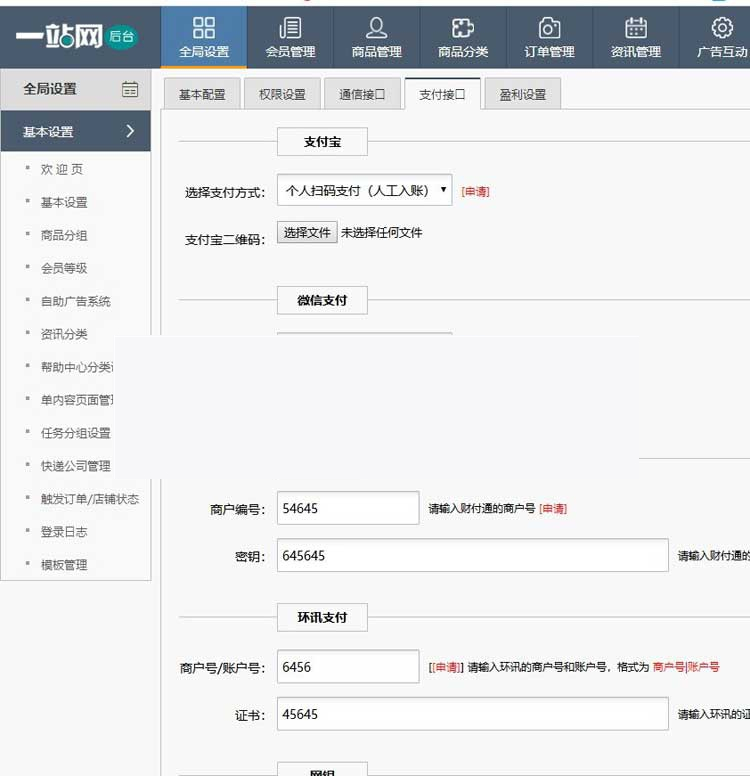 一站网 后台
全局设置 会员管理 商品管理 商品分类 订单管理 资讯管理 广告互动
全局设置
基本设置
欢 迎 页
基本设置
商品分组
会员等级
自助广告系统
资讯分类
帮助中心分类
单内容页面管
任务分组设置
快递公司管理
触发订单/店铺状态
登录日志
模板管理
基本配置 权限设置 通信接口 支付接口 盈利设置
支付宝
选择支付方式： 个人扫码支付（人工入账） [申请]
支付宝二维码： 选择文件 未选择任何文件
微信支付
商户编号： 54645 请输入财付通的商户号 [申请]
密钥： 645645 请输入财付通的
环讯支付
商户号/账户号： 6456 [[申请]] 请输入环讯的商户号和账户号，格式为 商户号|账户号
证书： 45645 请输入环讯的证